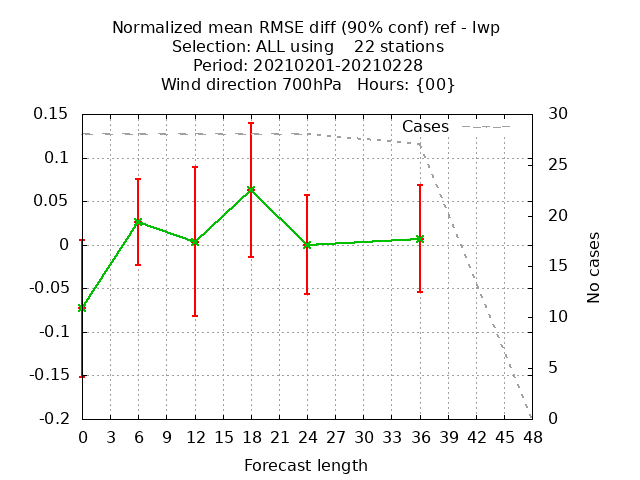 Normalized mean RMSE diff (90% conf) ref - lwp
Selection: ALL using    22 stations
Period: 20210201-20210228
Wind direction 700hPa   Hours: {00}
0.15
0.1
0.05
0
-0.05
-0.1
-0.15
-0.2
Cases
30
25
20
15
10
5
0
No cases
0 3 6 9 12 15 18 21 24 27 30 33 36 39 42 45 48
Forecast length